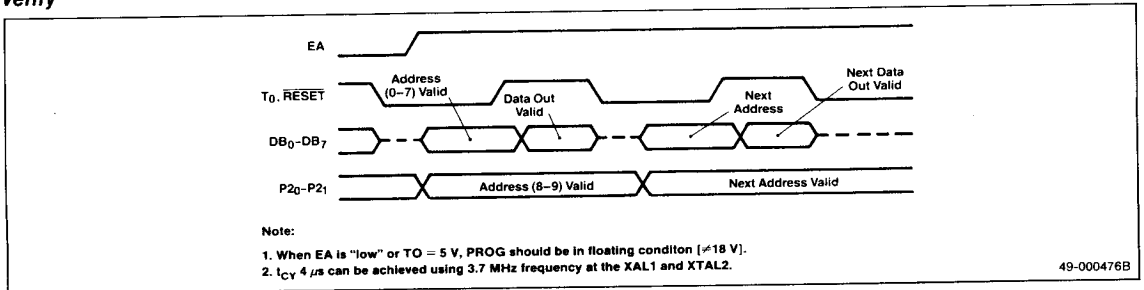 Verify
EA
T0, RESET
Address
(0–7) Valid
Data Out
Valid
Next
Address
Next Data
Out Valid
DB0-DB7
P20-P21
Address (8–9) Valid
Next Address Valid
Note:
1. When EA is "low" or TO = 5 V, PROG should be in floating conditon [≠18 V].
2. tCY 4 μs can be achieved using 3.7 MHz frequency at the XAL1 and XTAL2.
49-000476B